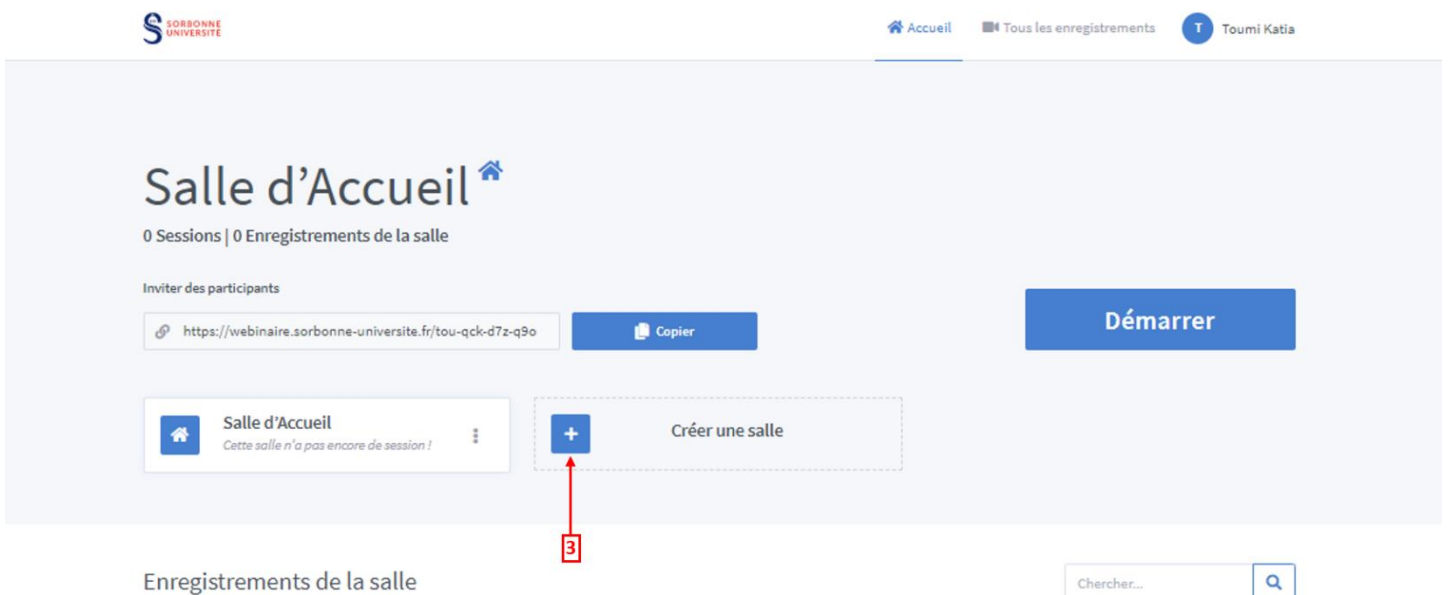 SORBONNE
UNIVERSITÉ
Accueil
Tous les enregistrements
T
Toumi Katia
Salle d’Accueil
0 Sessions | 0 Enregistrements de la salle
Inviter des participants
https://webinaire.sorbonne-universite.fr/tou-qck-d7z-q9o
Copier
Démarrer
Salle d’Accueil
Cette salle n'a pas encore de session !
+
Créer une salle
3
Enregistrements de la salle
Chercher...